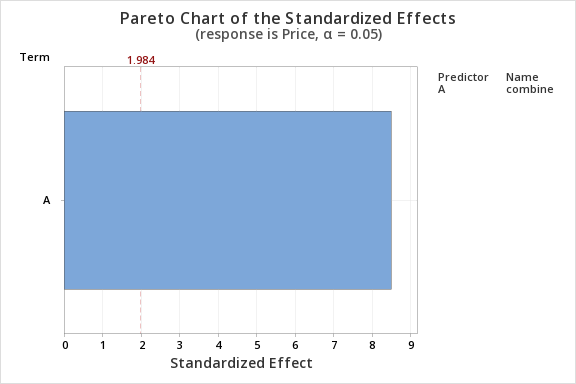 Pareto Chart of the Standardized Effects
(response is Price, α = 0.05)
Term
1.984
Predictor Name
A combine
A
0 1 2 3 4 5 6 7 8 9
Standardized Effect